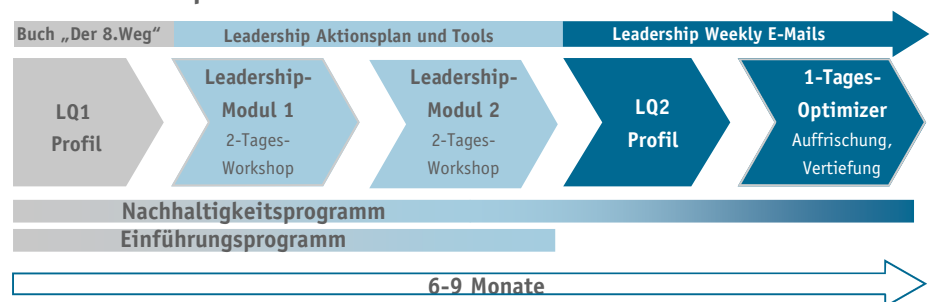 Buch „Der 8.Weg“ Leadership Aktionsplan und Tools Leadership Weekly E-Mails
LQ1
Profil
Leadership-
Modul 1
2-Tages-
Workshop
Leadership-
Modul 2
2-Tages-
Workshop
LQ2
Profil
1-Tages-
Optimizer
Auffrischung,
Vertiefung
Nachhaltigkeitsprogramm
Einführungsprogramm
6-9 Monate